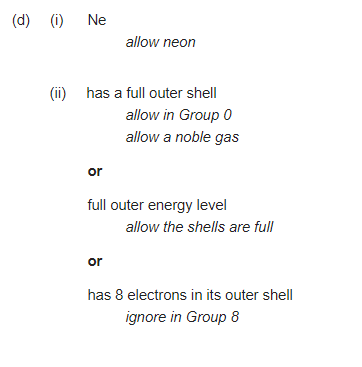 (d) (i) Ne
allow neon
(ii) has a full outer shell
allow in Group 0
allow a noble gas
or
full outer energy level
allow the shells are full
or
has 8 electrons in its outer shell
ignore in Group 8